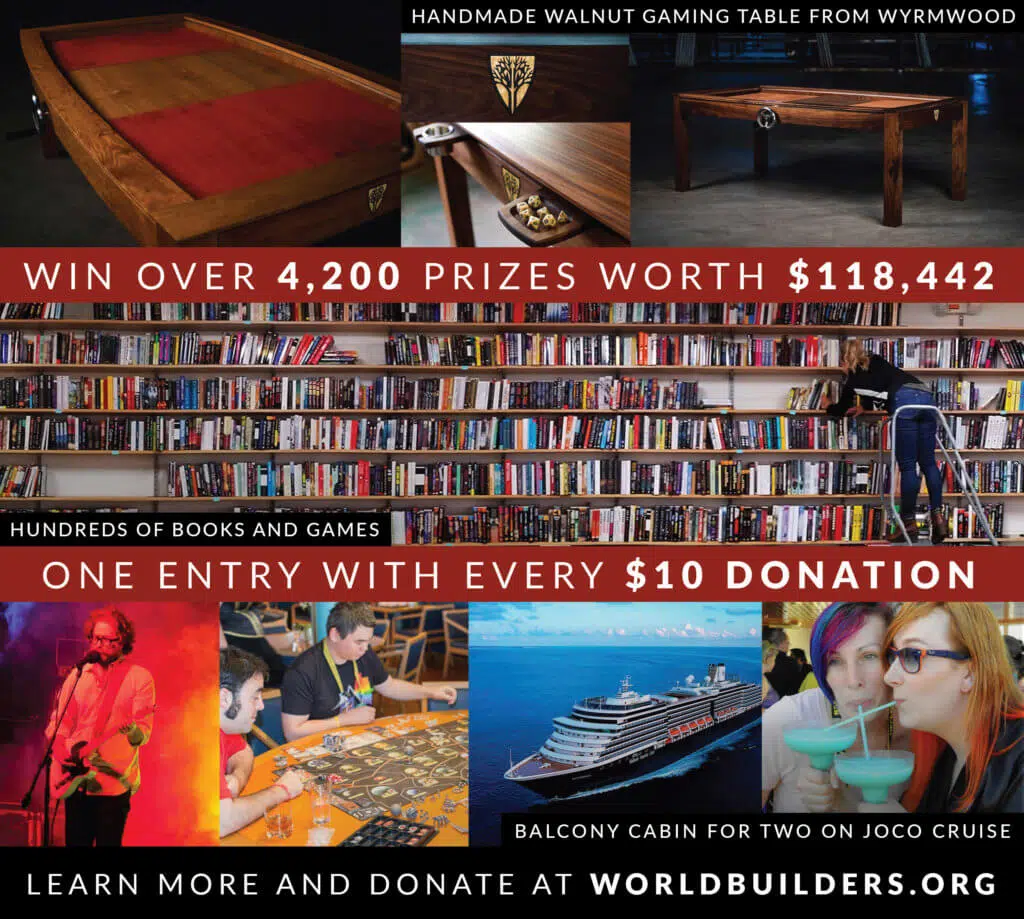 HANDMADE WALNUT GAMING TABLE FROM WYRMWOOD
WIN OVER 4,200 PRIZES WORTH $118,442
HUNDREDS OF BOOKS AND GAMES
ONE ENTRY WITH EVERY $10 DONATION
BALCONY CABIN FOR TWO ON JOCO CRUISE
LEARN MORE AND DONATE AT WORLDBUILDERS.ORG